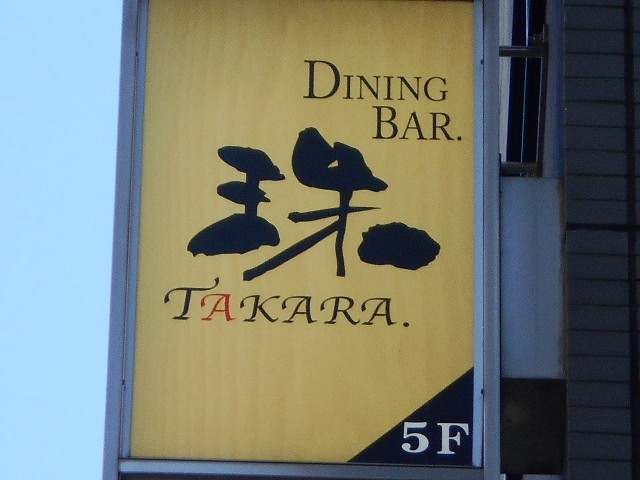 DINING
BAR.
珠
TAKARA.
5F